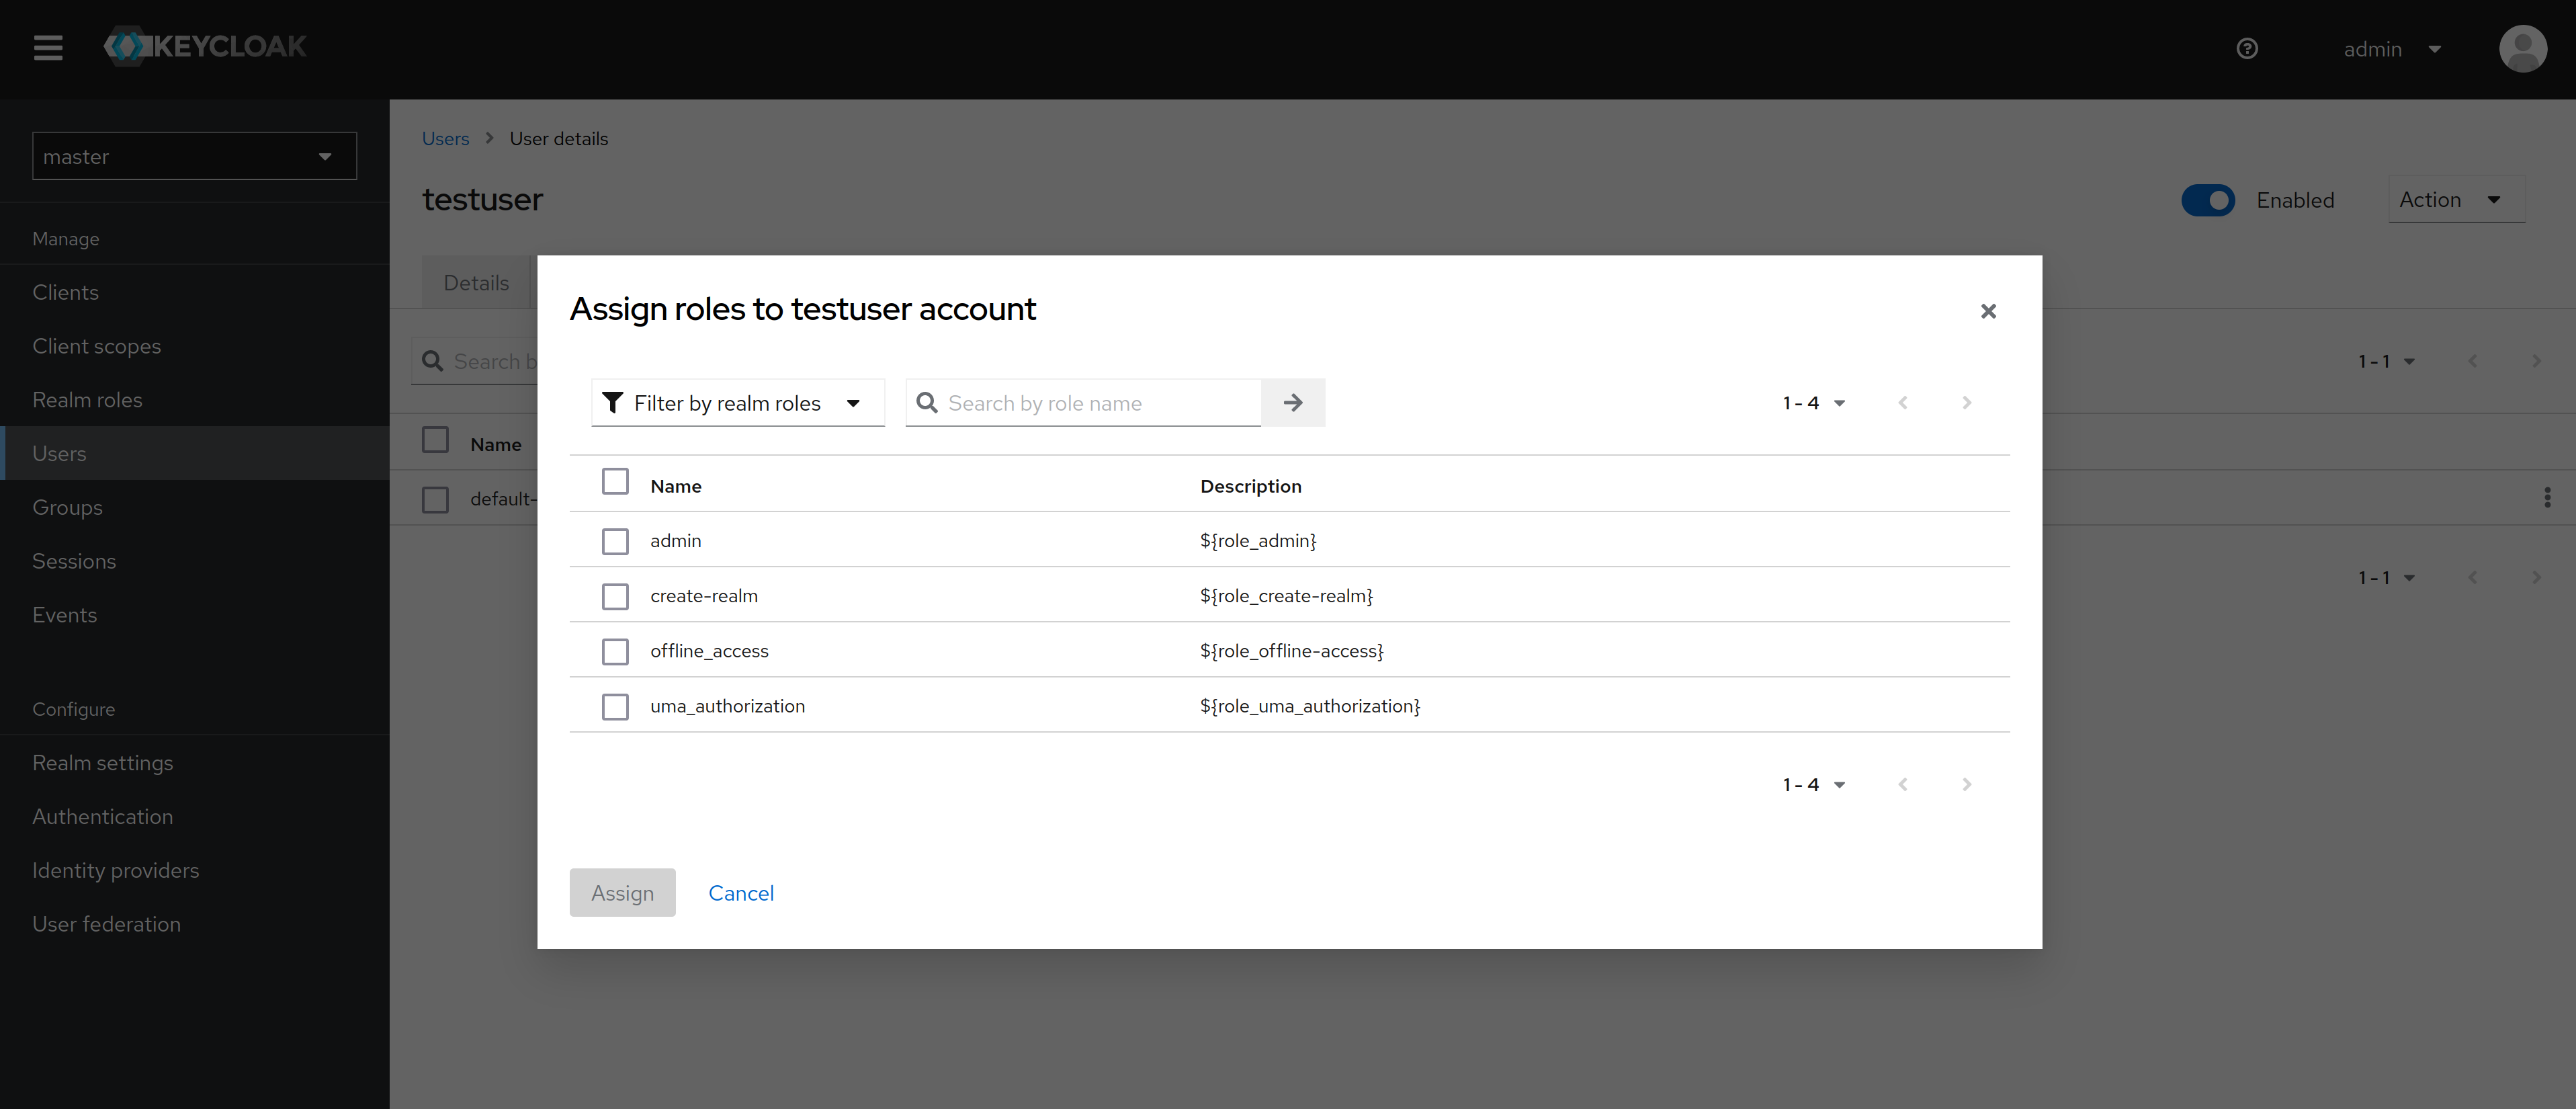 KEYCLOAK
admin
master
Manage
Clients
Client scopes
Realm roles
Users
Groups
Sessions
Events
Configure
Realm settings
Authentication
Identity providers
User federation
Users > User details
testuser
Enabled
Action
Details
Search b
1 - 1
Name
default-
1 - 1
Assign roles to testuser account
Filter by realm roles
Search by role name
1 - 4
Name Description
admin ${role_admin}
create-realm ${role_create-realm}
offline_access ${role_offline-access}
uma_authorization ${role_uma_authorization}
1 - 4
Assign Cancel